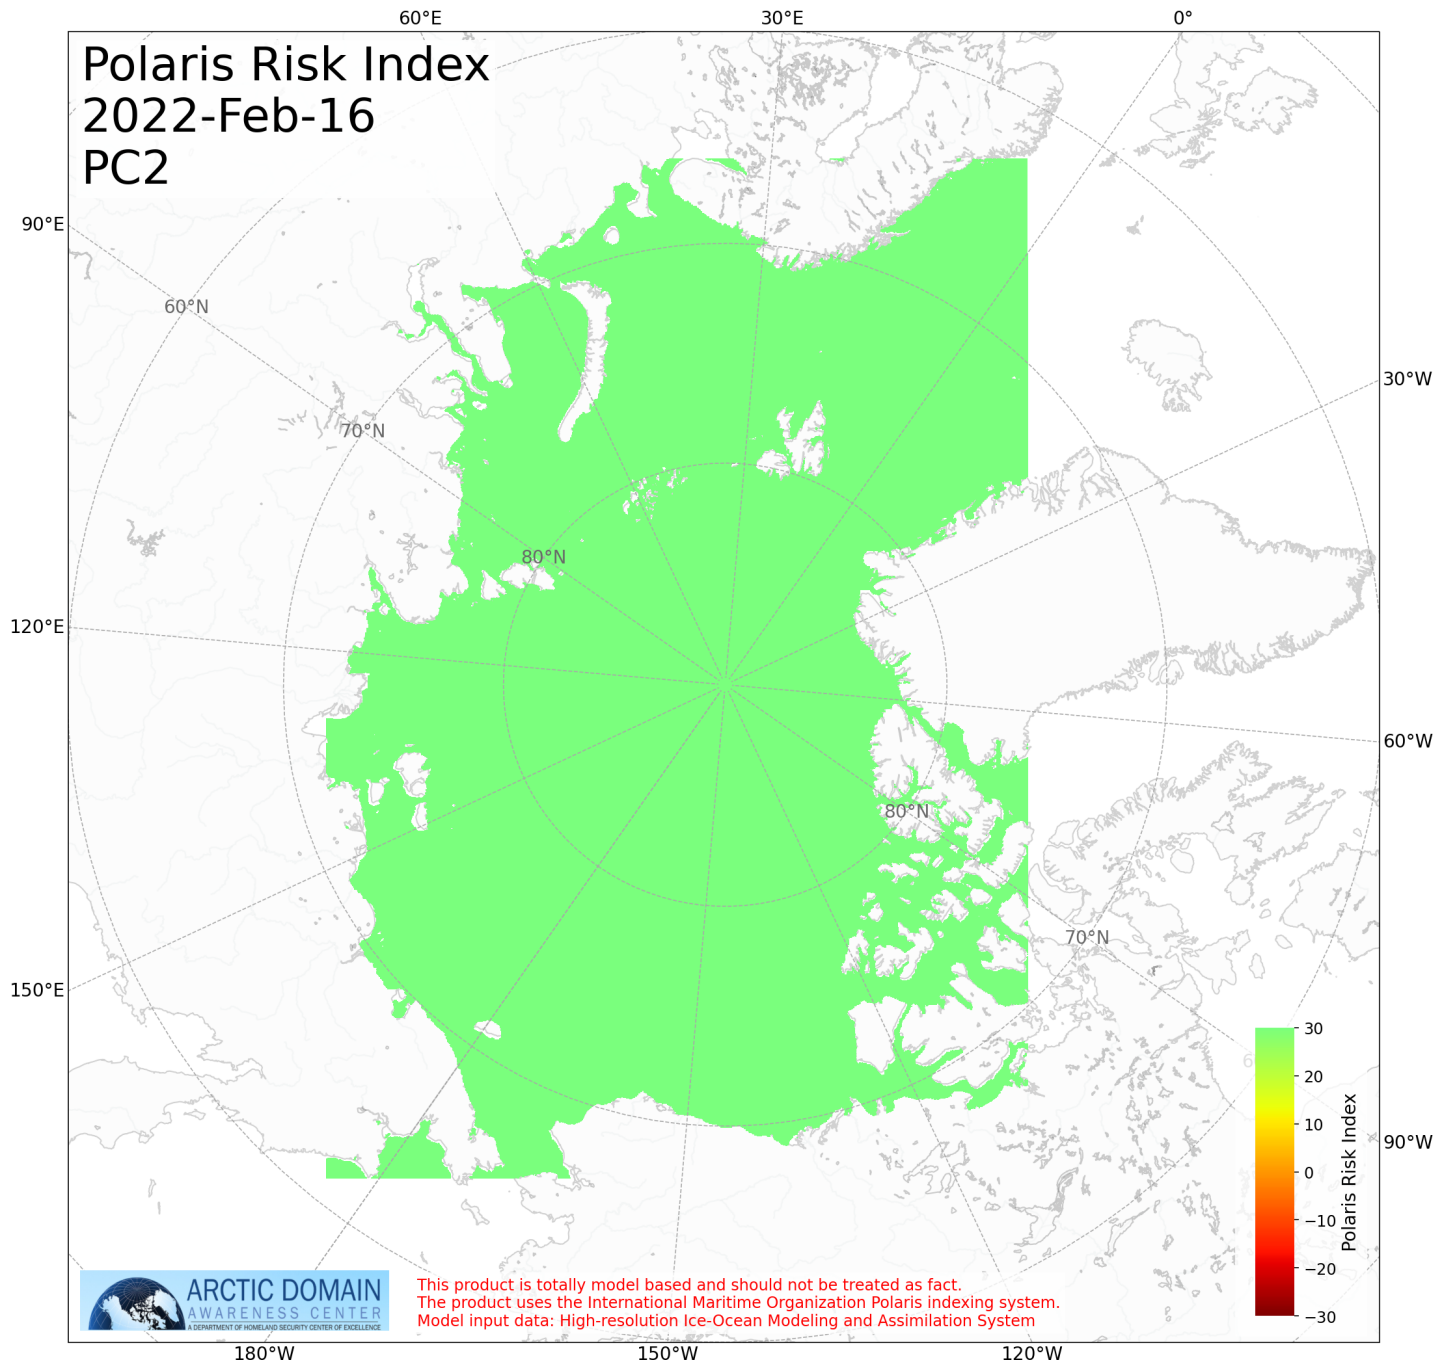 60°E 30°E 0°
Polaris Risk Index
2022-Feb-16
PC2
90°E
60°N
30°W
70°N
80°N
120°E
60°W
80°N
70°N
150°E
30
20
10
0
−10
−20
−30
Polaris Risk Index
90°W
ARCTIC DOMAIN
AWARENESS CENTER
A DEPARTMENT OF HOMELAND SECURITY CENTER OF EXCELLENCE
This product is totally model based and should not be treated as fact.
The product uses the International Maritime Organization Polaris indexing system.
Model input data: High-resolution Ice-Ocean Modeling and Assimilation System
180°W 150°W 120°W